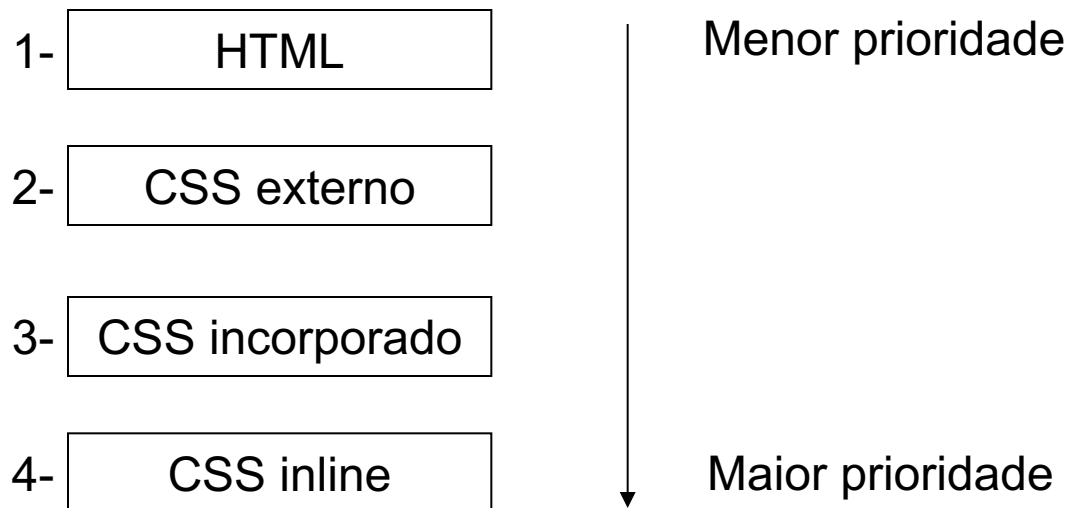 1- HTML Menor prioridade
2- CSS externo
3- CSS incorporado
4- CSS inline Maior prioridade